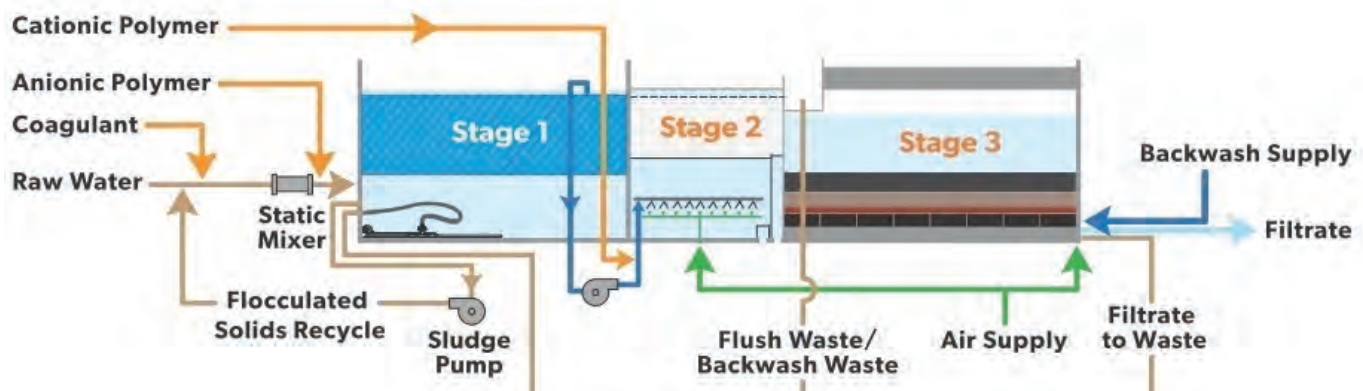 Cationic Polymer
Anionic Polymer
Coagulant
Raw Water
Static
Mixer
Flocculated
Solids Recycle
Sludge
Pump
Stage 1
Stage 2
Stage 3
Flush Waste/
Backwash Waste
Air Supply
Backwash Supply
Filtrate
Filtrate
to Waste